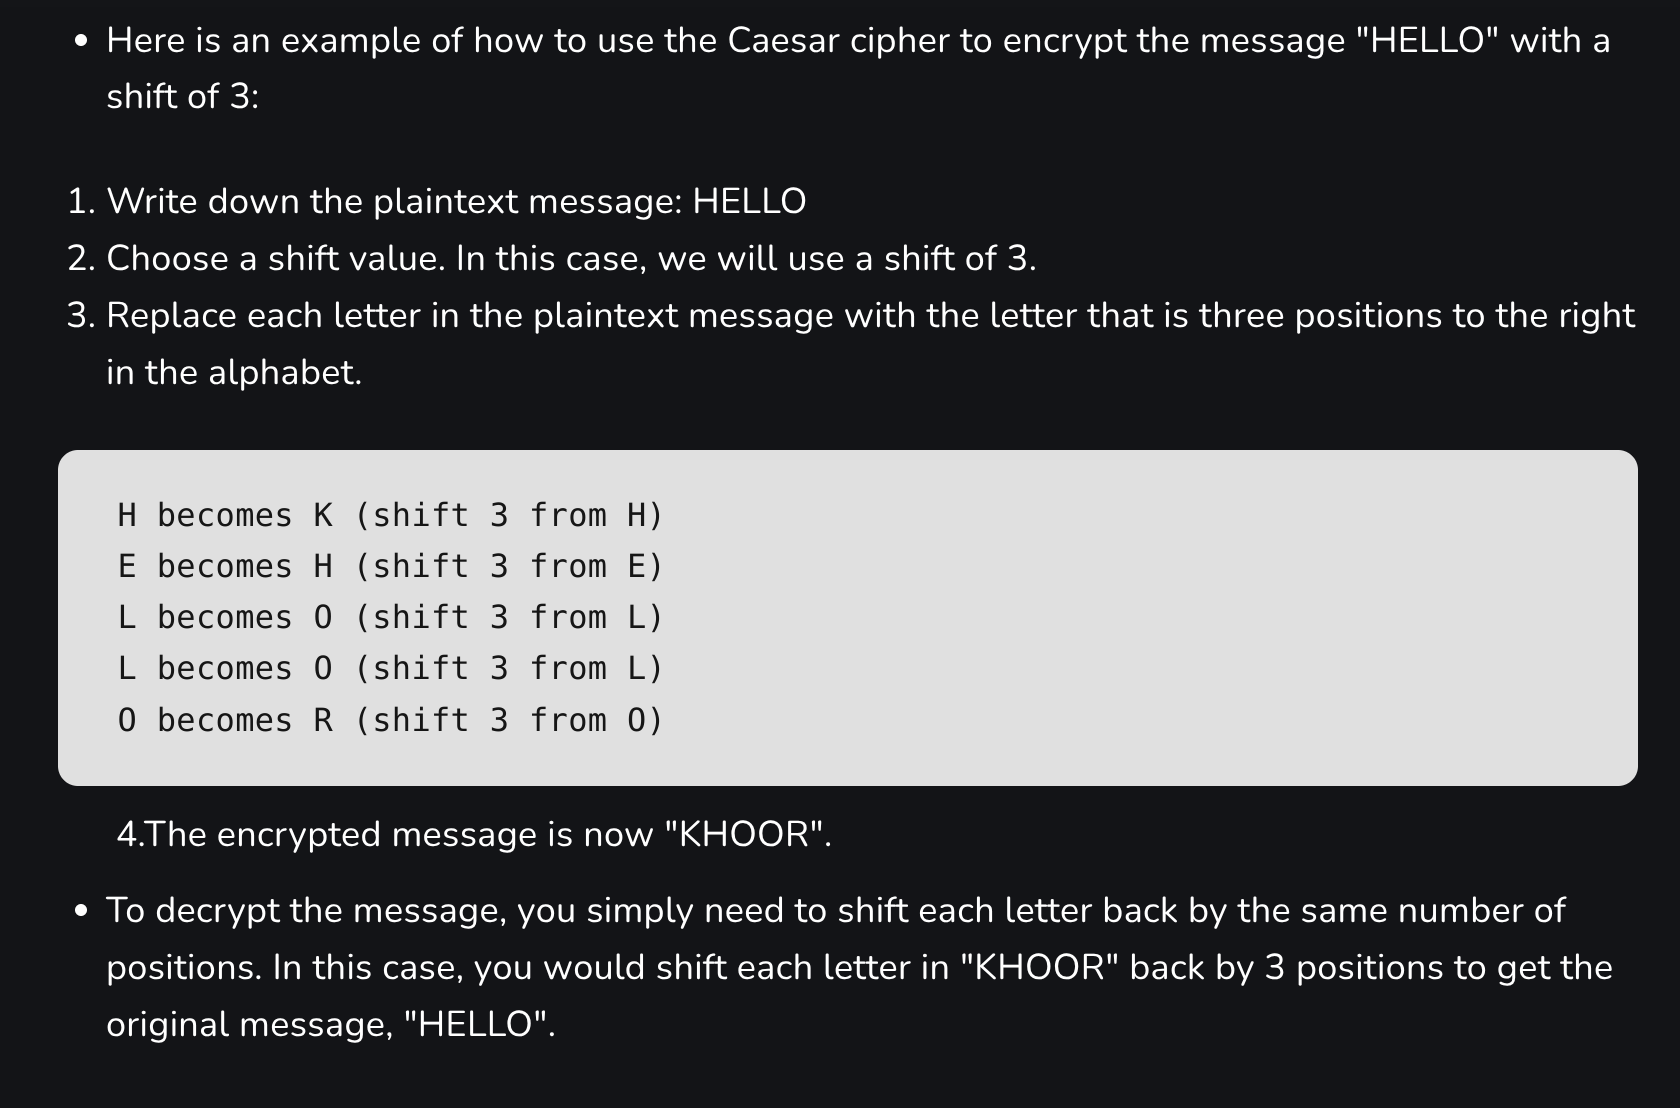 • Here is an example of how to use the Caesar cipher to encrypt the message "HELLO" with a
shift of 3:
1. Write down the plaintext message: HELLO
2. Choose a shift value. In this case, we will use a shift of 3.
3. Replace each letter in the plaintext message with the letter that is three positions to the right
in the alphabet.
H becomes K (shift 3 from H)
E becomes H (shift 3 from E)
L becomes O (shift 3 from L)
L becomes O (shift 3 from L)
O becomes R (shift 3 from O)
4.The encrypted message is now "KHOOR".
• To decrypt the message, you simply need to shift each letter back by the same number of
positions. In this case, you would shift each letter in "KHOOR" back by 3 positions to get the
original message, "HELLO".